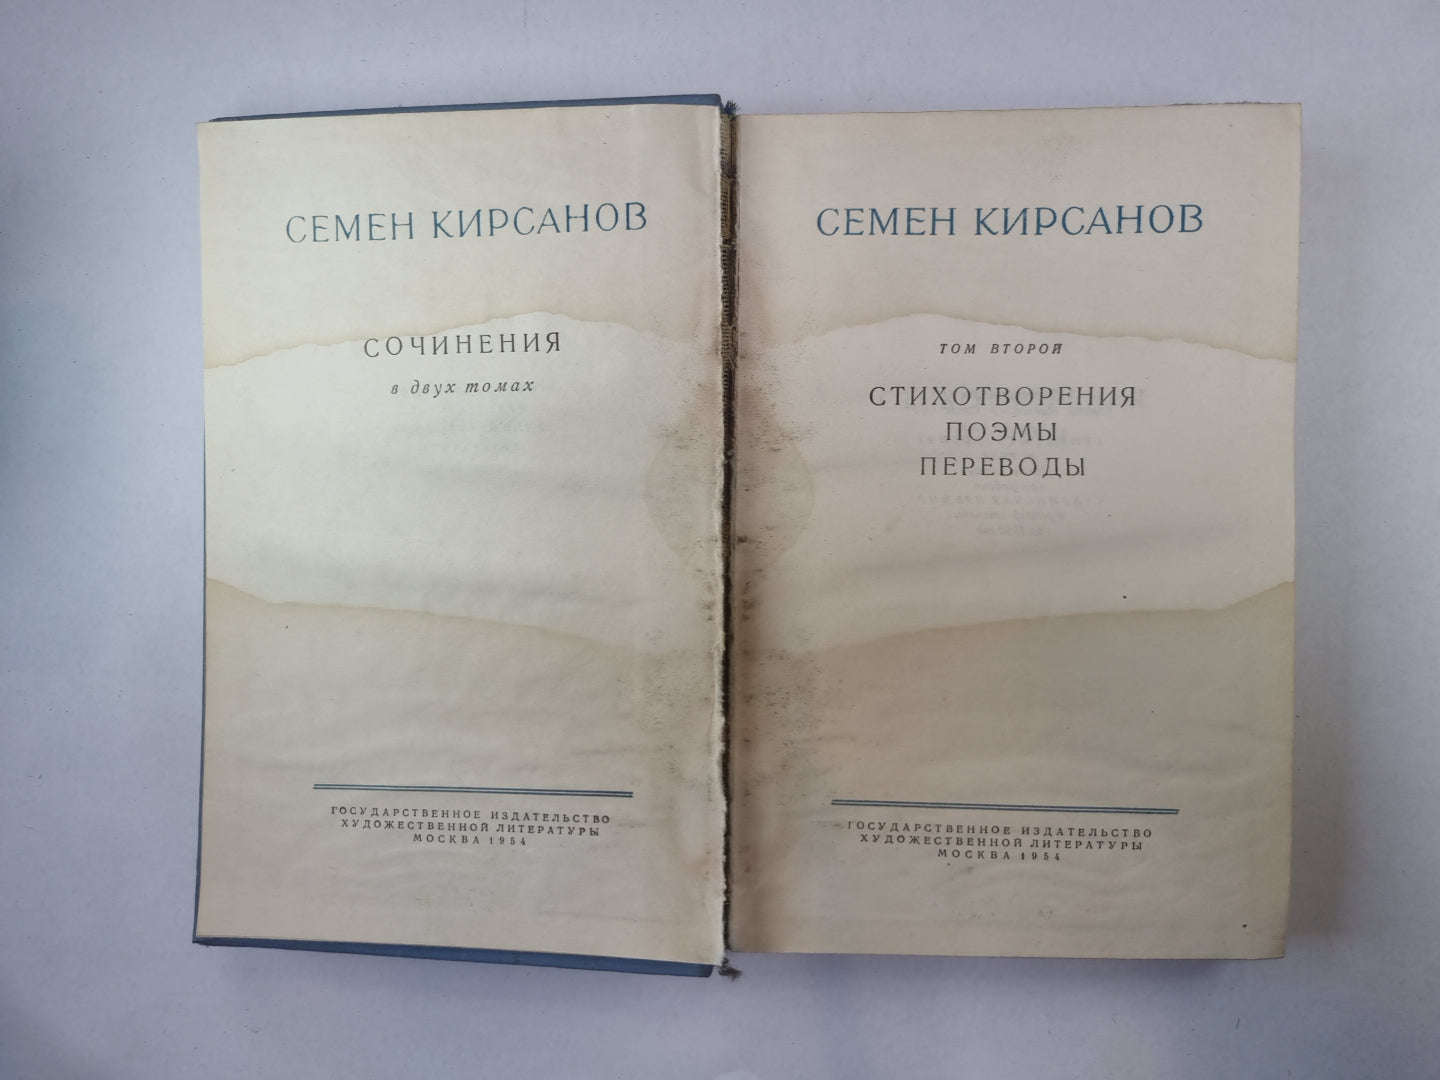 СЕМЕН КИРСАНОВ
СОЧИНЕНИЯ
в двух томах
ГОСУДАРСТВЕННОЕ ИЗДАТЕЛЬСТВО
ХУДОЖЕСТВЕННОЙ ЛИТЕРАТУРЫ
МОСКВА 1954
СЕМЕН КИРСАНОВ
ТОМ ВТОРОЙ
СТИХОТВОРЕНИЯ
ПОЭМЫ
ПЕРЕВОДЫ
ГОСУДАРСТВЕННОЕ ИЗДАТЕЛЬСТВО
ХУДОЖЕСТВЕННОЙ ЛИТЕРАТУРЫ
МОСКВА 1954